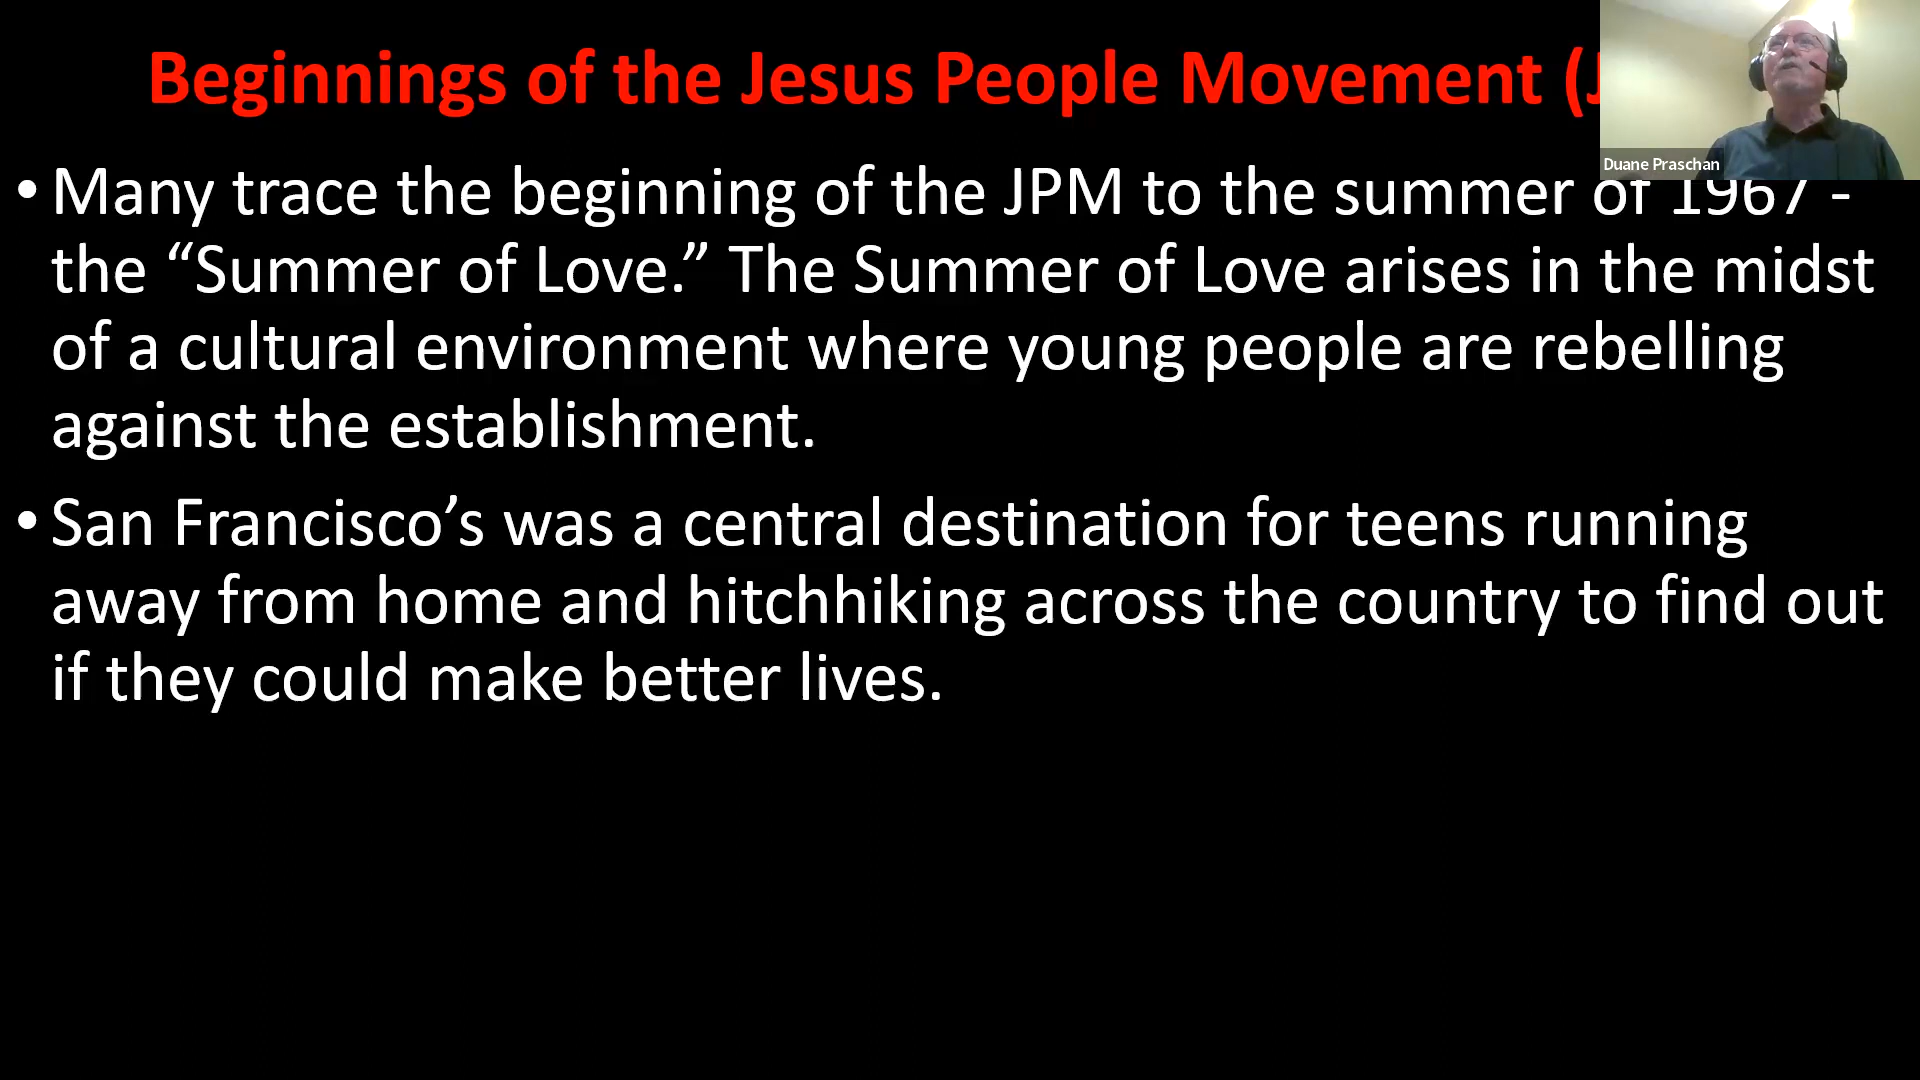 Beginnings of the Jesus People Movement (J
Duane Praschan
• Many trace the beginning of the JPM to the summer of 1967 -
the “Summer of Love.” The Summer of Love arises in the midst
of a cultural environment where young people are rebelling
against the establishment.
• San Francisco’s was a central destination for teens running
away from home and hitchhiking across the country to find out
if they could make better lives.